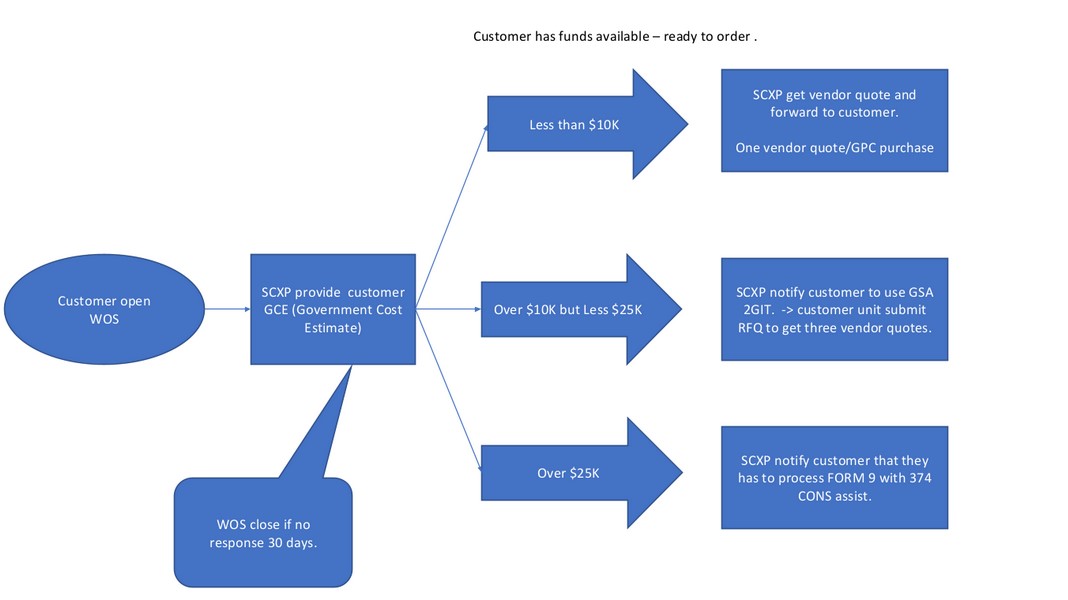 Customer has funds available – ready to order .
Less than $10K
SCXP get vendor quote and
forward to customer.
One vendor quote/GPC purchase
Customer open
WOS
SCXP provide  customer
GCE (Government Cost
Estimate)
Over $10K but Less $25K
SCXP notify customer to use GSA
2GIT.  -> customer unit submit
RFQ to get three vendor quotes.
Over $25K
SCXP notify customer that they
has to process FORM 9 with 374
CONS assist.
WOS close if no
response 30 days.